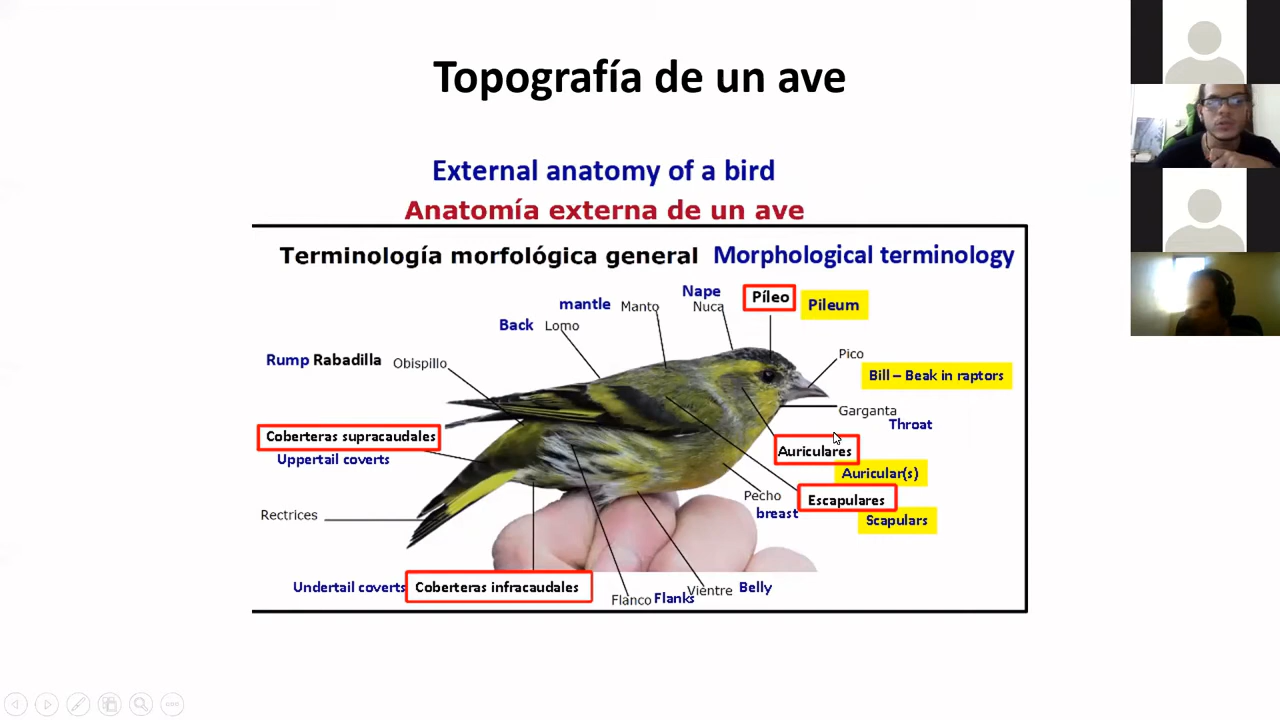 Topografía de un ave
External anatomy of a bird
Anatomía externa de un ave
Terminología morfológica general Morphological terminology
Nape
Nuca
Píleo
Pileum
mantle Manto
Back Lomo
Rump Rabadilla Obispillo
Pico
Bill – Beak in raptors
Garganta
Throat
Coberteras supracaudales
Uppertail coverts
Auriculares
Auricular(s)
Pecho
breast
Escapulares
Scapulars
Rectrices
Undertail coverts Coberteras infracaudales
Flanco Flanks
Vientre Belly